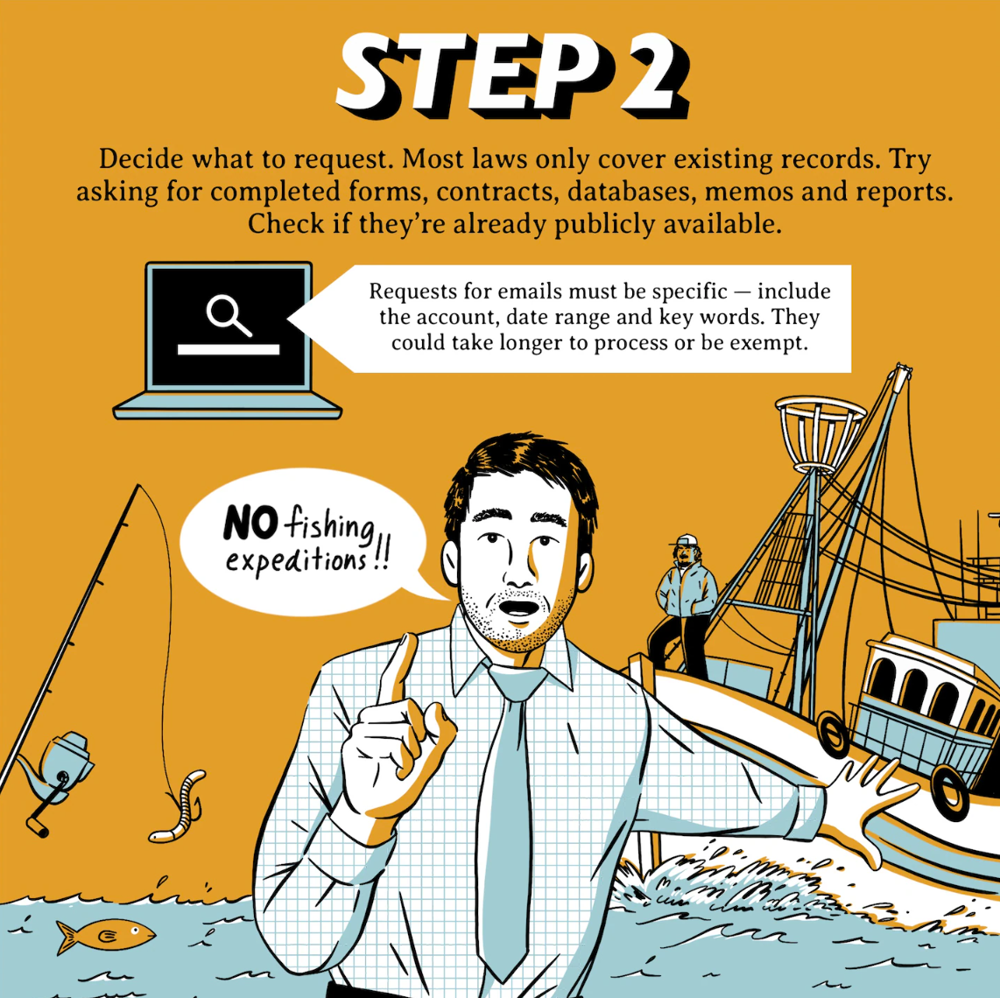 STEP 2
Decide what to request. Most laws only cover existing records. Try
asking for completed forms, contracts, databases, memos and reports.
Check if they’re already publicly available.
Requests for emails must be specific — include
the account, date range and key words. They
could take longer to process or be exempt.
NO fishing
expeditions!!